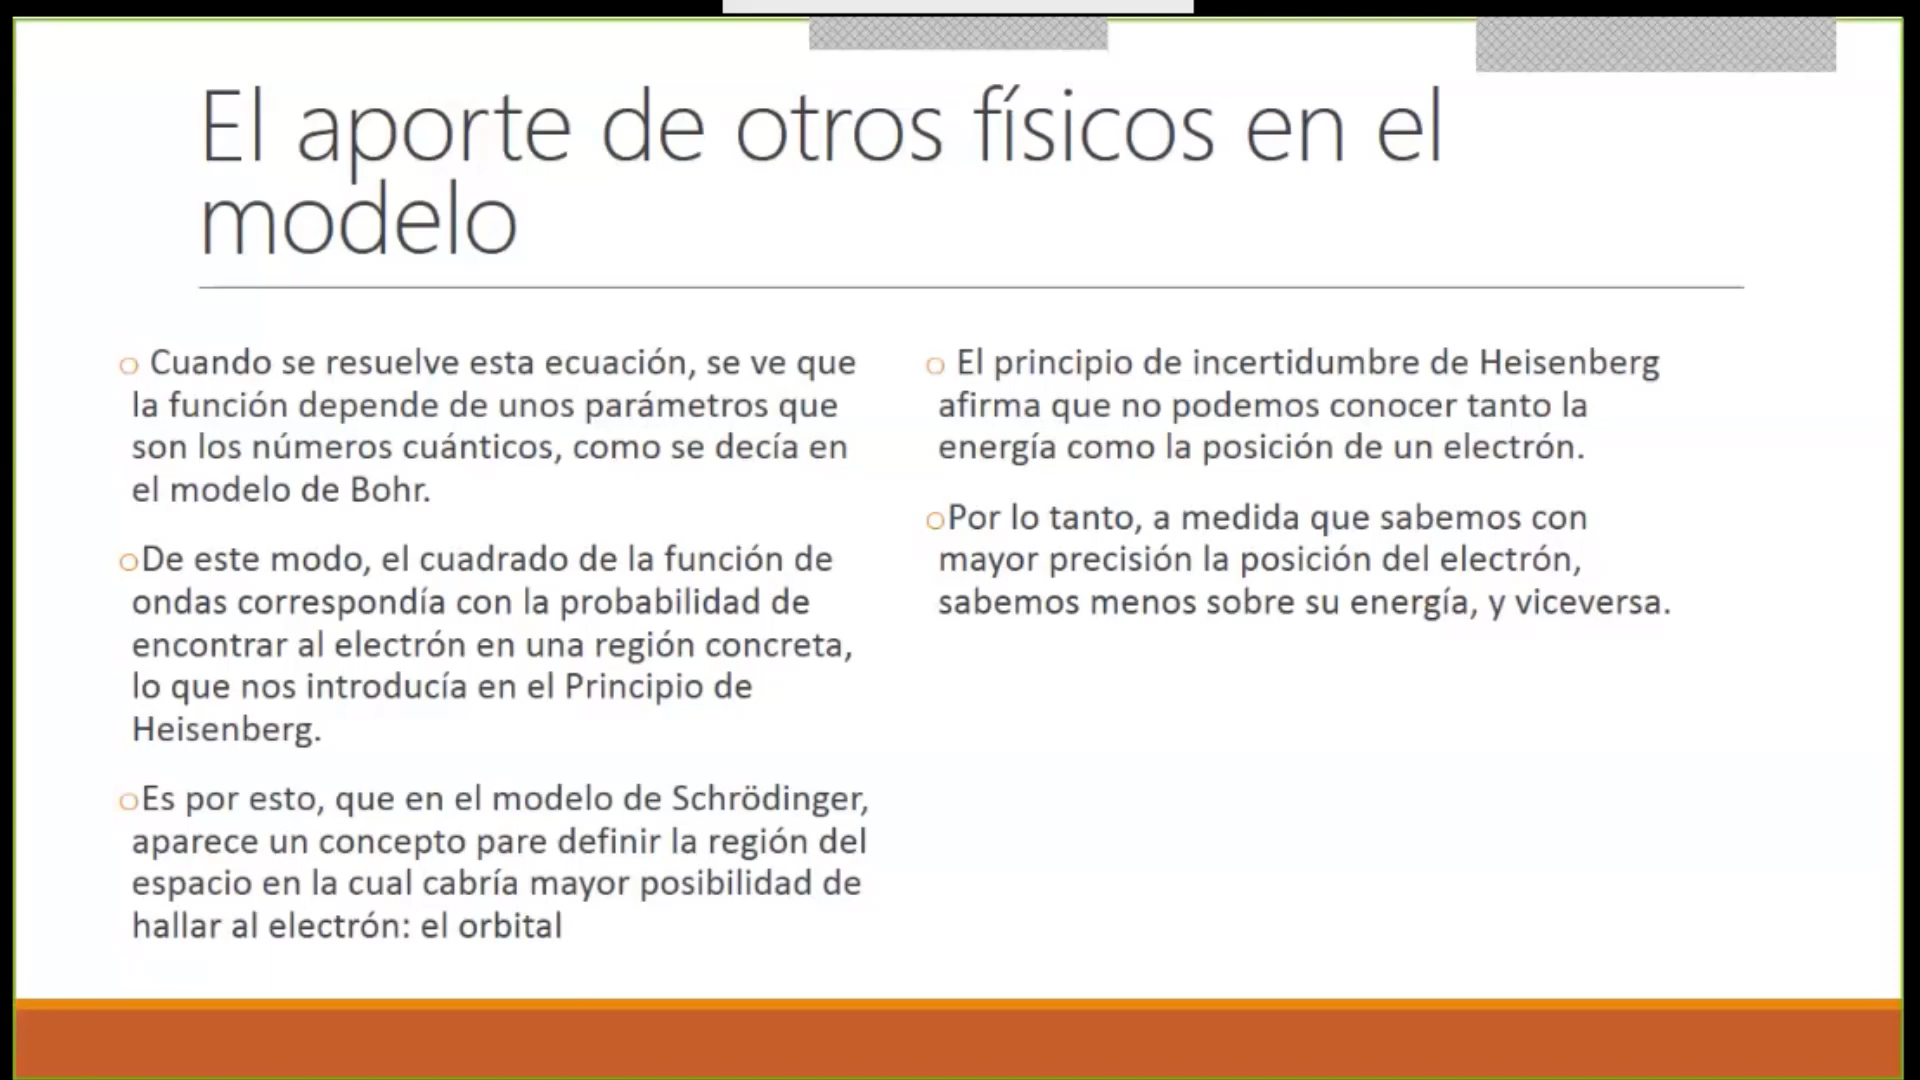 El aporte de otros físicos en el
modelo
o Cuando se resuelve esta ecuación, se ve que
la función depende de unos parámetros que
son los números cuánticos, como se decía en
el modelo de Bohr.
oDe este modo, el cuadrado de la función de
ondas correspondía con la probabilidad de
encontrar al electrón en una región concreta,
lo que nos introducía en el Principio de
Heisenberg.
oEs por esto, que en el modelo de Schrödinger,
aparece un concepto pare definir la región del
espacio en la cual cabría mayor posibilidad de
hallar al electrón: el orbital
o El principio de incertidumbre de Heisenberg
afirma que no podemos conocer tanto la
energía como la posición de un electrón.
oPor lo tanto, a medida que sabemos con
mayor precisión la posición del electrón,
sabemos menos sobre su energía, y viceversa.